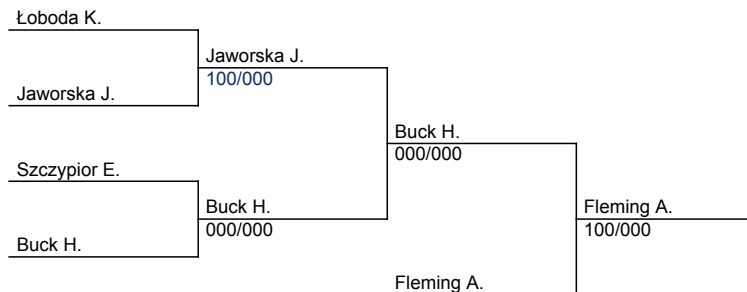 Łoboda K.
Jaworska J.
100/000
Jaworska J.
Buck H.
000/000
Szczypior E.
Buck H.
000/000
Fleming A.
100/000
Buck H.
Fleming A.